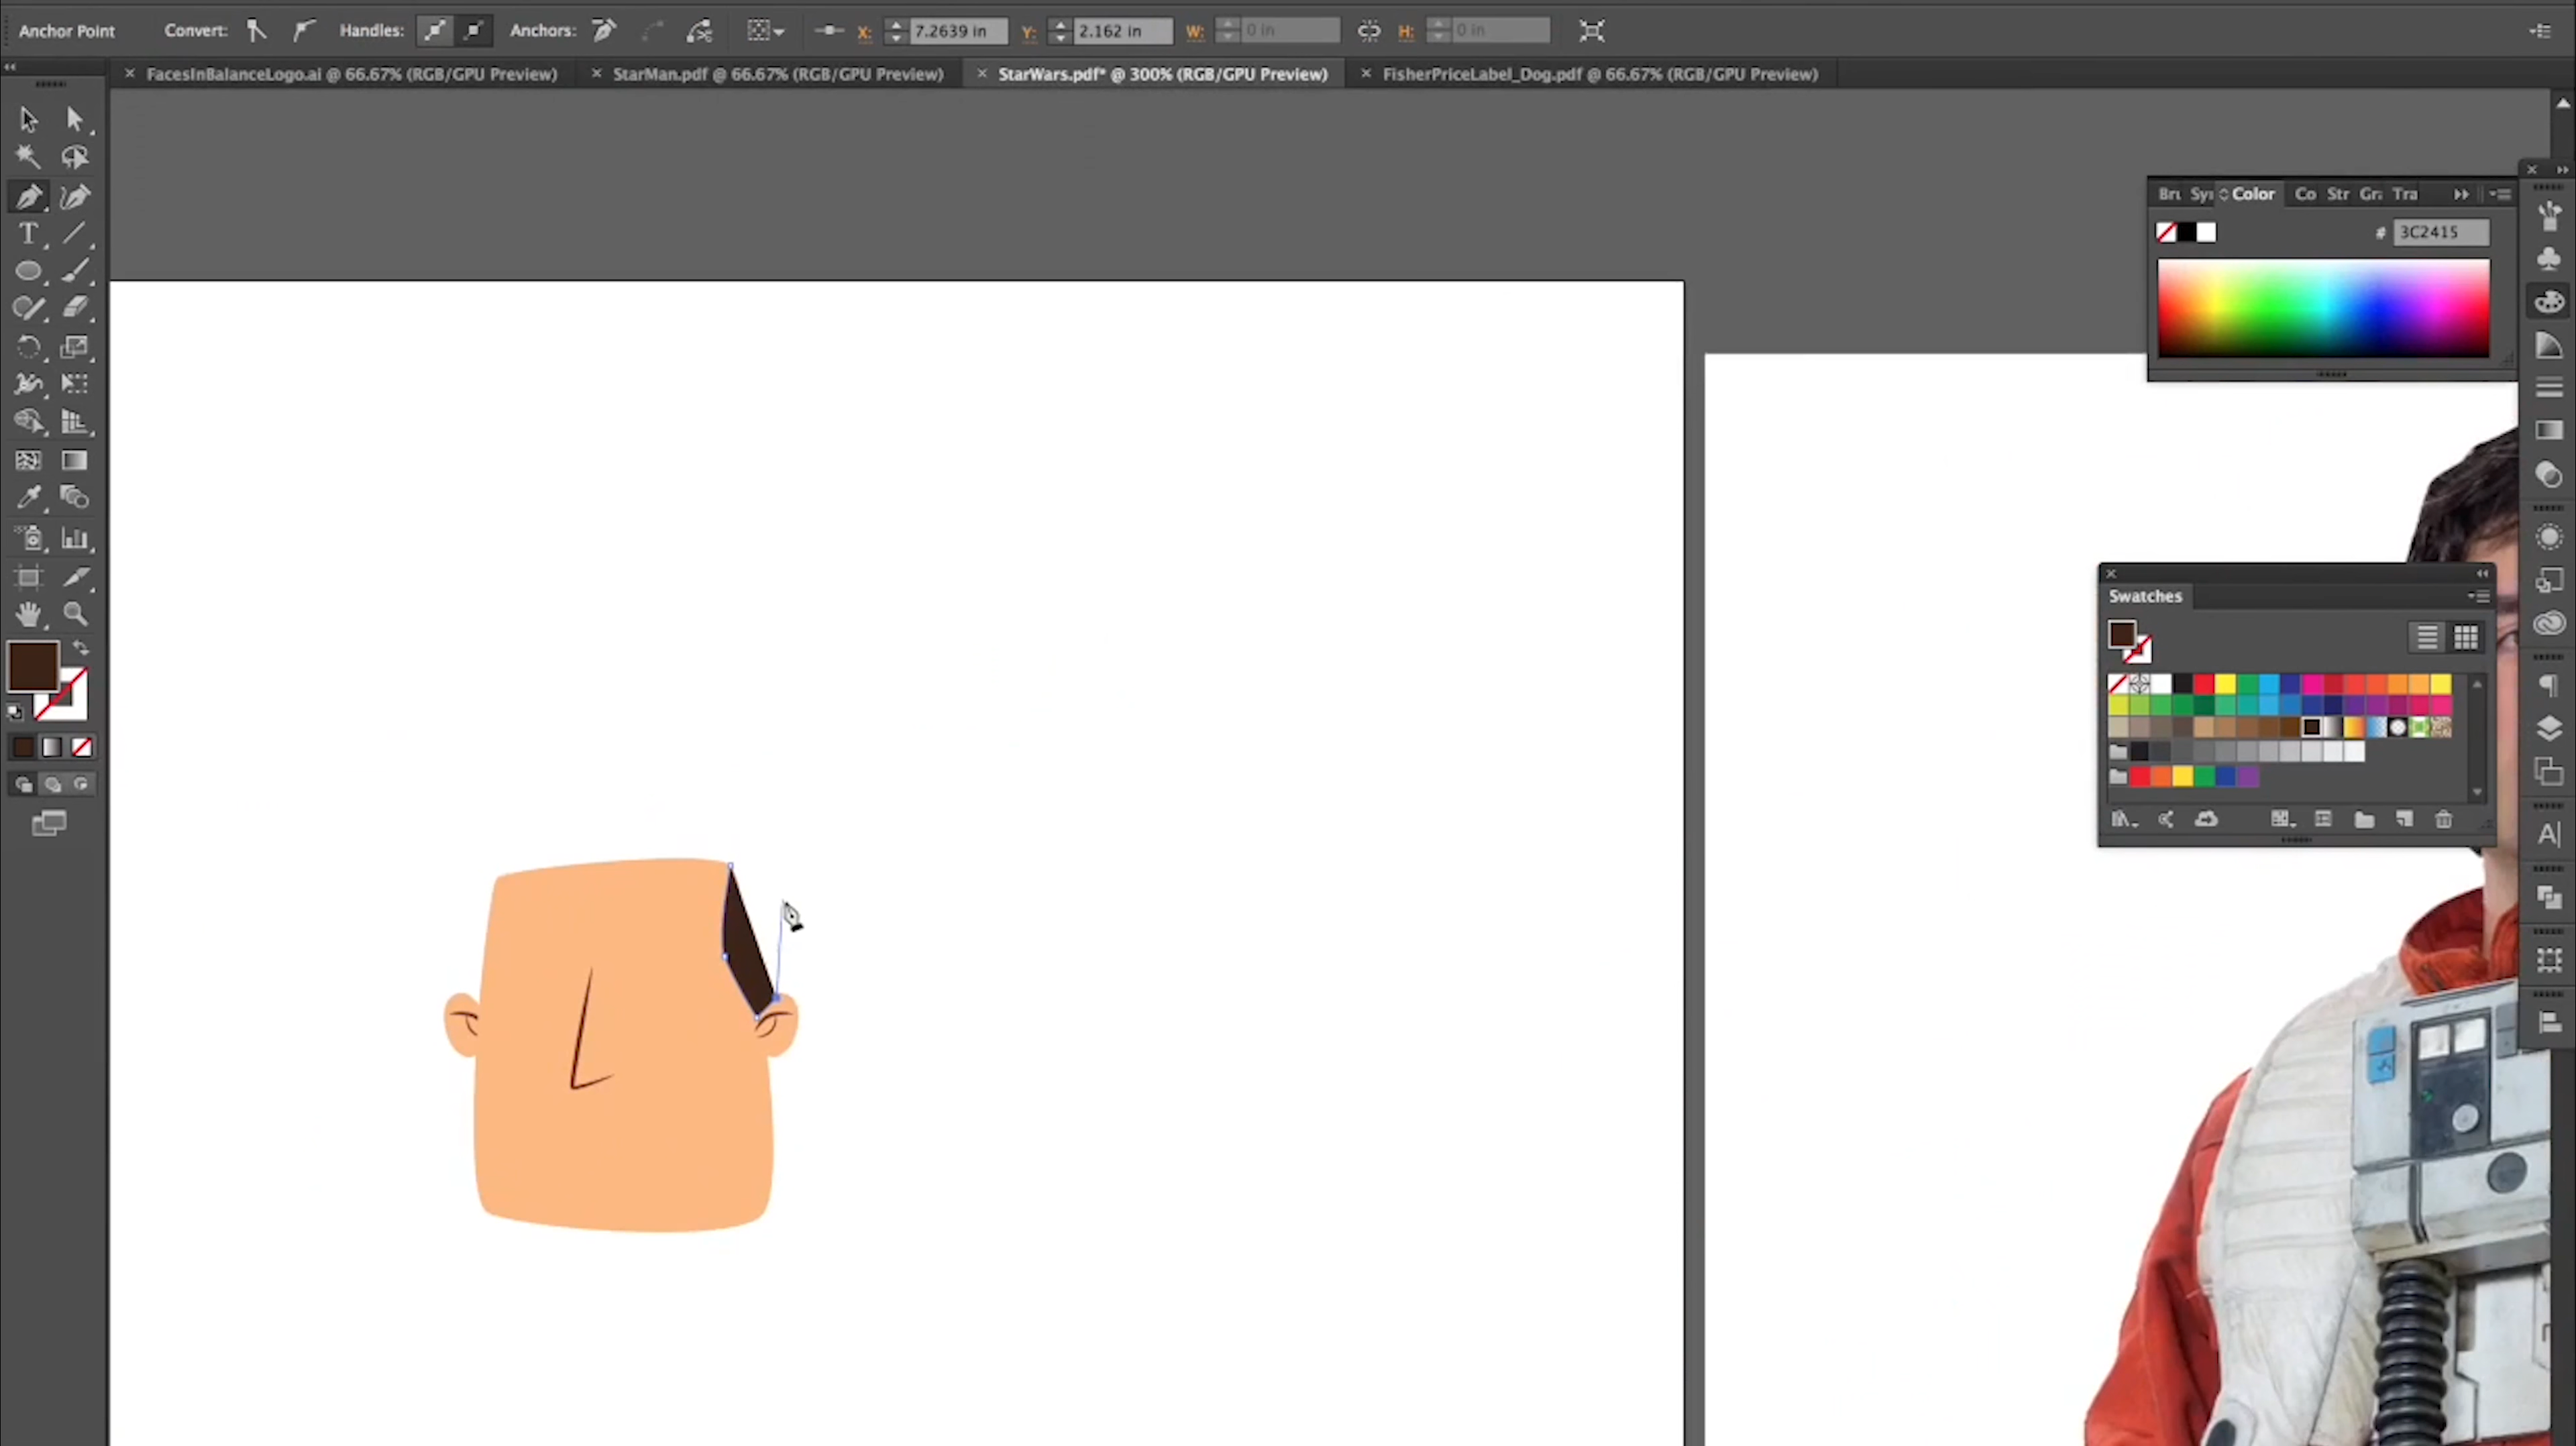 Anchor Point Convert: Handles: Anchors: X: 7.2639 in Y: 2.162 in W: 0 in H: 0 in
FacesInBalanceLogo.ai @ 66.67% (RGB/GPU Preview) StarMan.pdf @ 66.67% (RGB/GPU Preview) StarWars.pdf* @ 300% (RGB/GPU Preview) FisherPriceLabel_Dog.pdf @ 66.67% (RGB/GPU Preview)
Bru Syr Color Co Str Gra Tra
# 3C2415
Swatches